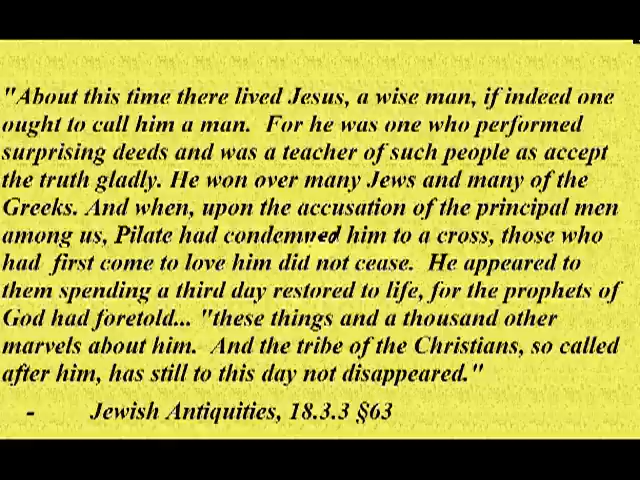 "About this time there lived Jesus, a wise man, if indeed one
ought to call him a man. For he was one who performed
surprising deeds and was a teacher of such people as accept
the truth gladly. He won over many Jews and many of the
Greeks. And when, upon the accusation of the principal men
among us, Pilate had condemned him to a cross, those who
had first come to love him did not cease. He appeared to
them spending a third day restored to life, for the prophets of
God had foretold... "these things and a thousand other
marvels about him. And the tribe of the Christians, so called
after him, has still to this day not disappeared."
- Jewish Antiquities, 18.3.3 §63